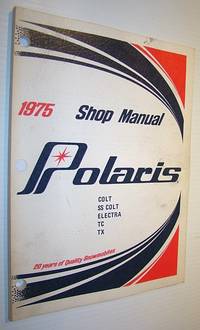 1975 Shop Manual
Polaris
COLT
SS COLT
ELECTRA
TC
TX
20 years of Quality Snowmobiles